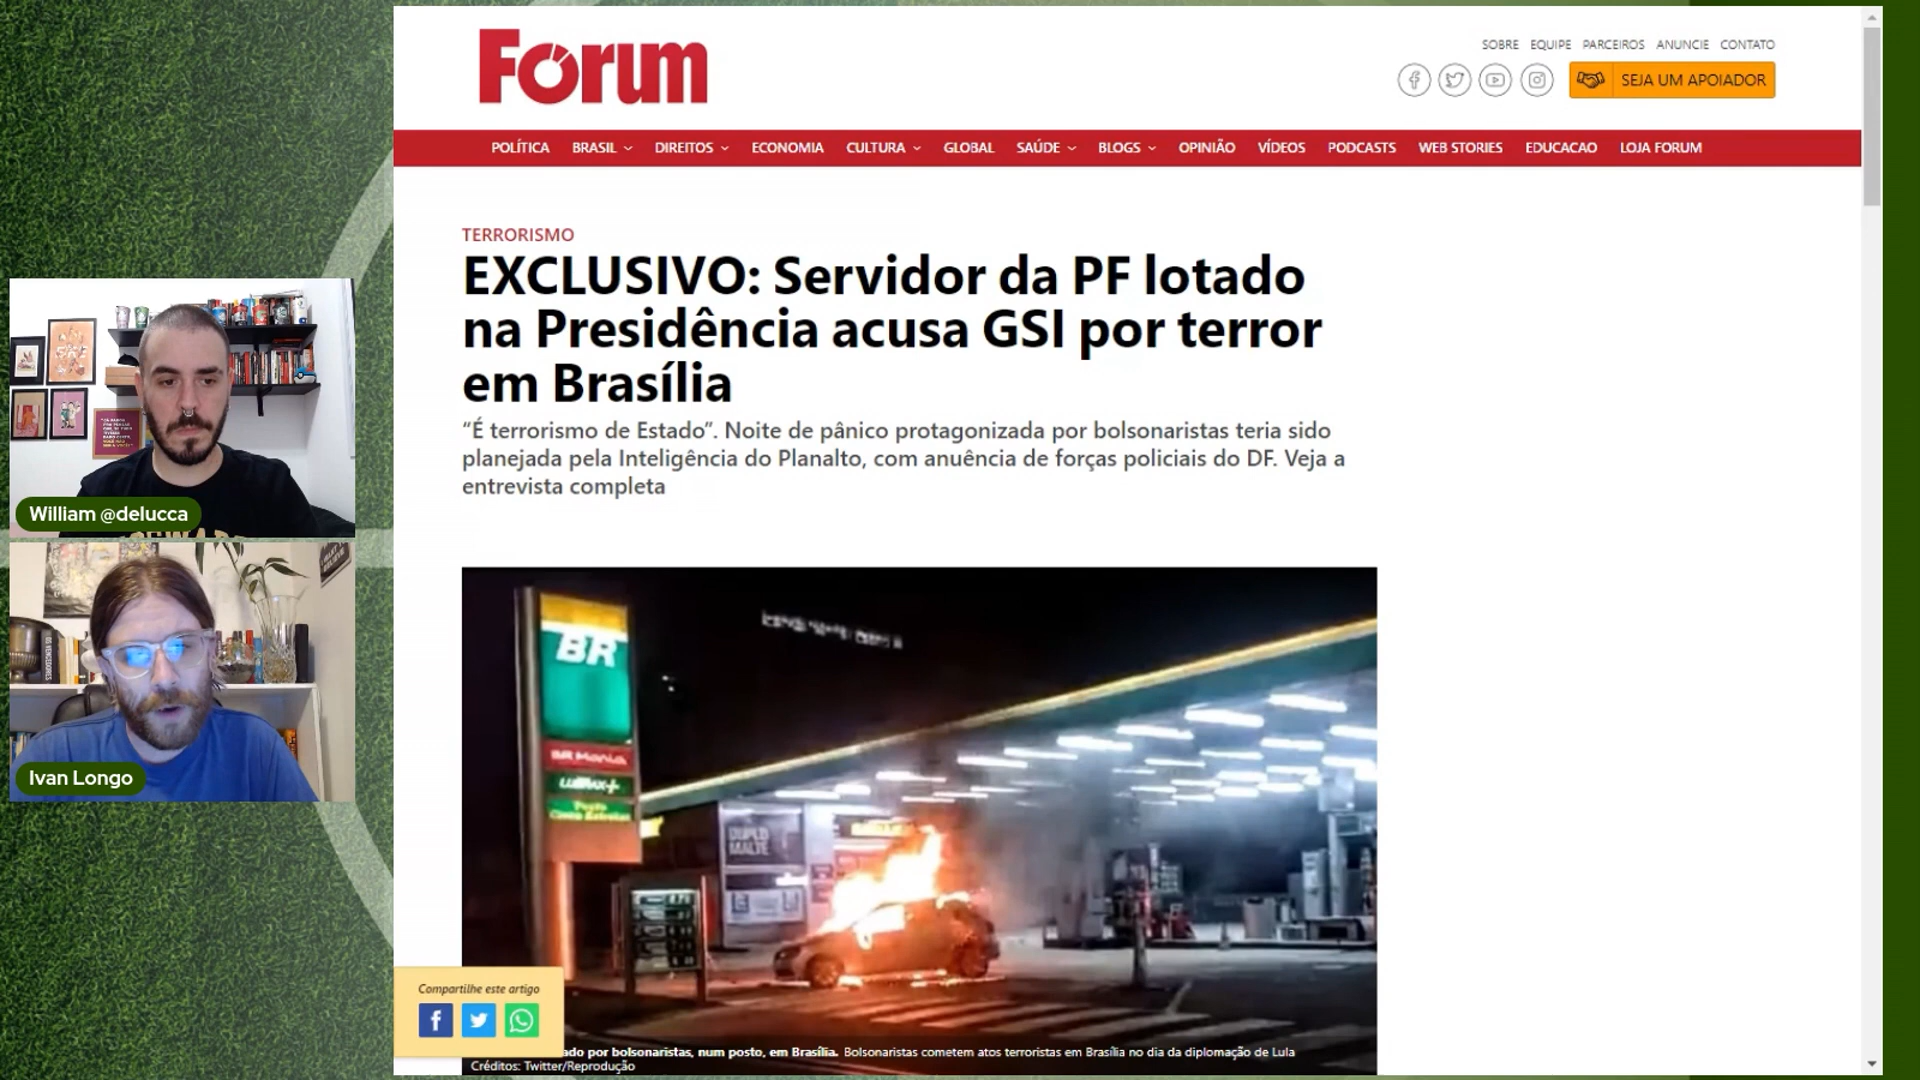 Forum
SOBRE EQUIPE PARCEIROS ANUNCIE CONTATO
SEJA UM APOIADOR
POLÍTICA BRASIL DIREITOS ECONOMIA CULTURA GLOBAL SAÚDE BLOGS OPINIÃO VÍDEOS PODCASTS WEB STORIES EDUCACAO LOJA FORUM
TERRORISMO
EXCLUSIVO: Servidor da PF lotado
na Presidência acusa GSI por terror
em Brasília
“É terrorismo de Estado”. Noite de pânico protagonizada por bolsonaristas teria sido
planejada pela Inteligência do Planalto, com anuência de forças policiais do DF. Veja a
entrevista completa
William @delucca
Ivan Longo
BR
BR Mania
DUPLO
MALTE
Compartilhe este artigo
ado por bolsonaristas, num posto, em Brasília. Bolsonaristas cometem atos terroristas em Brasília no dia da diplomação de Lula
Créditos: Twitter/Reprodução